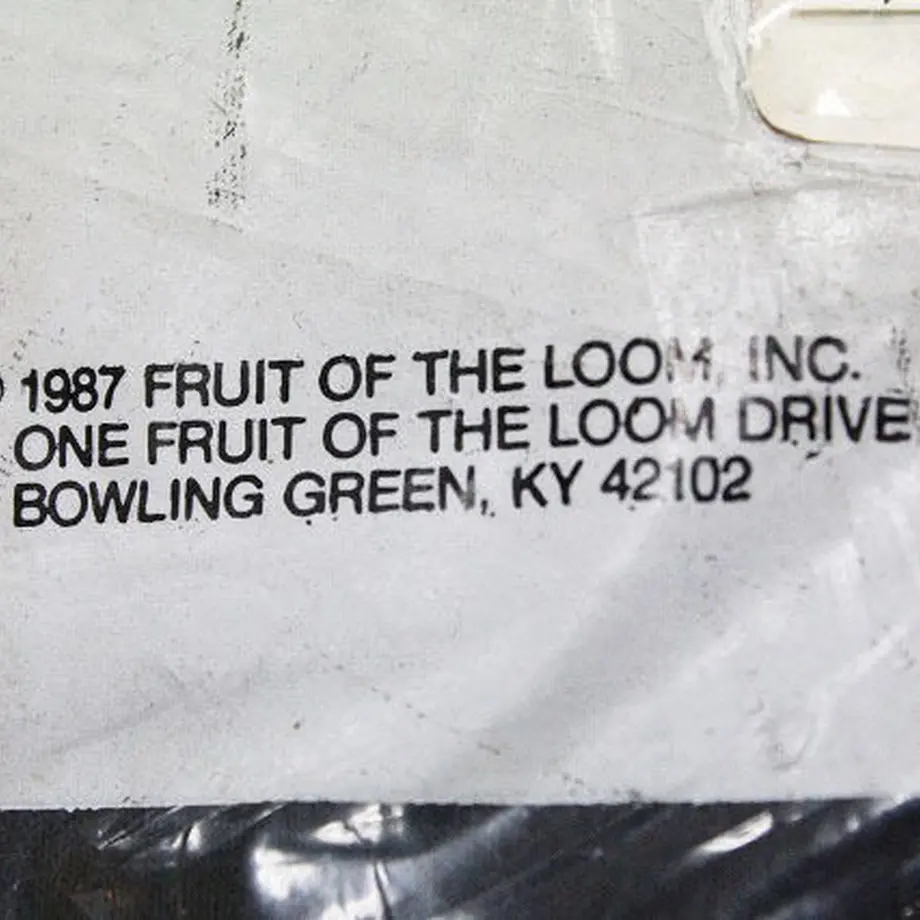 © 1987 FRUIT OF THE LOOM, INC.
ONE FRUIT OF THE LOOM DRIVE
BOWLING GREEN, KY 42102